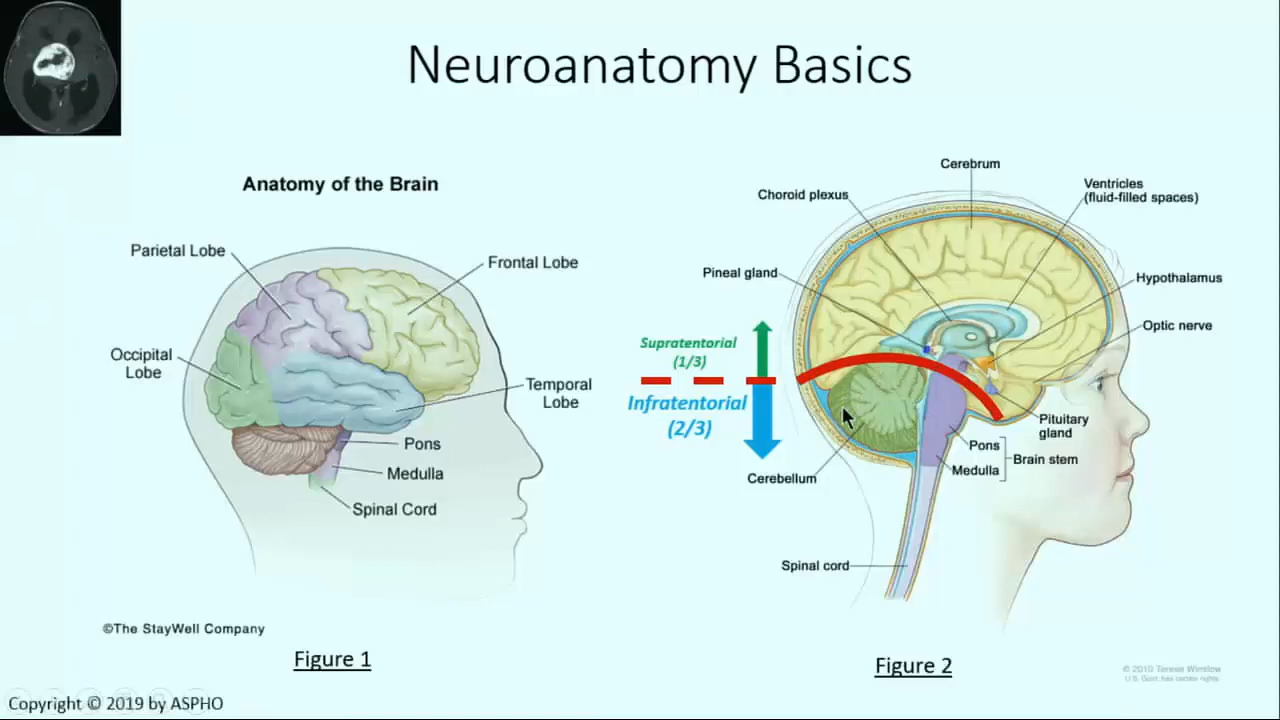 Neuroanatomy Basics
Anatomy of the Brain
Parietal Lobe
Frontal Lobe
Occipital
Lobe
Temporal
Lobe
Pons
Medulla
Spinal Cord
©The StayWell Company
Figure 1
Cerebrum
Choroid plexus
Ventricles
(fluid-filled spaces)
Pineal gland
Hypothalamus
Optic nerve
Supratentorial
(1/3)
Infratentorial
(2/3)
Pituitary
gland
Pons
Medulla
Brain stem
Cerebellum
Spinal cord
Figure 2
© 2010 Terese Winslow
U.S. Govt. has certain rights
Copyright © 2019 by ASPHO